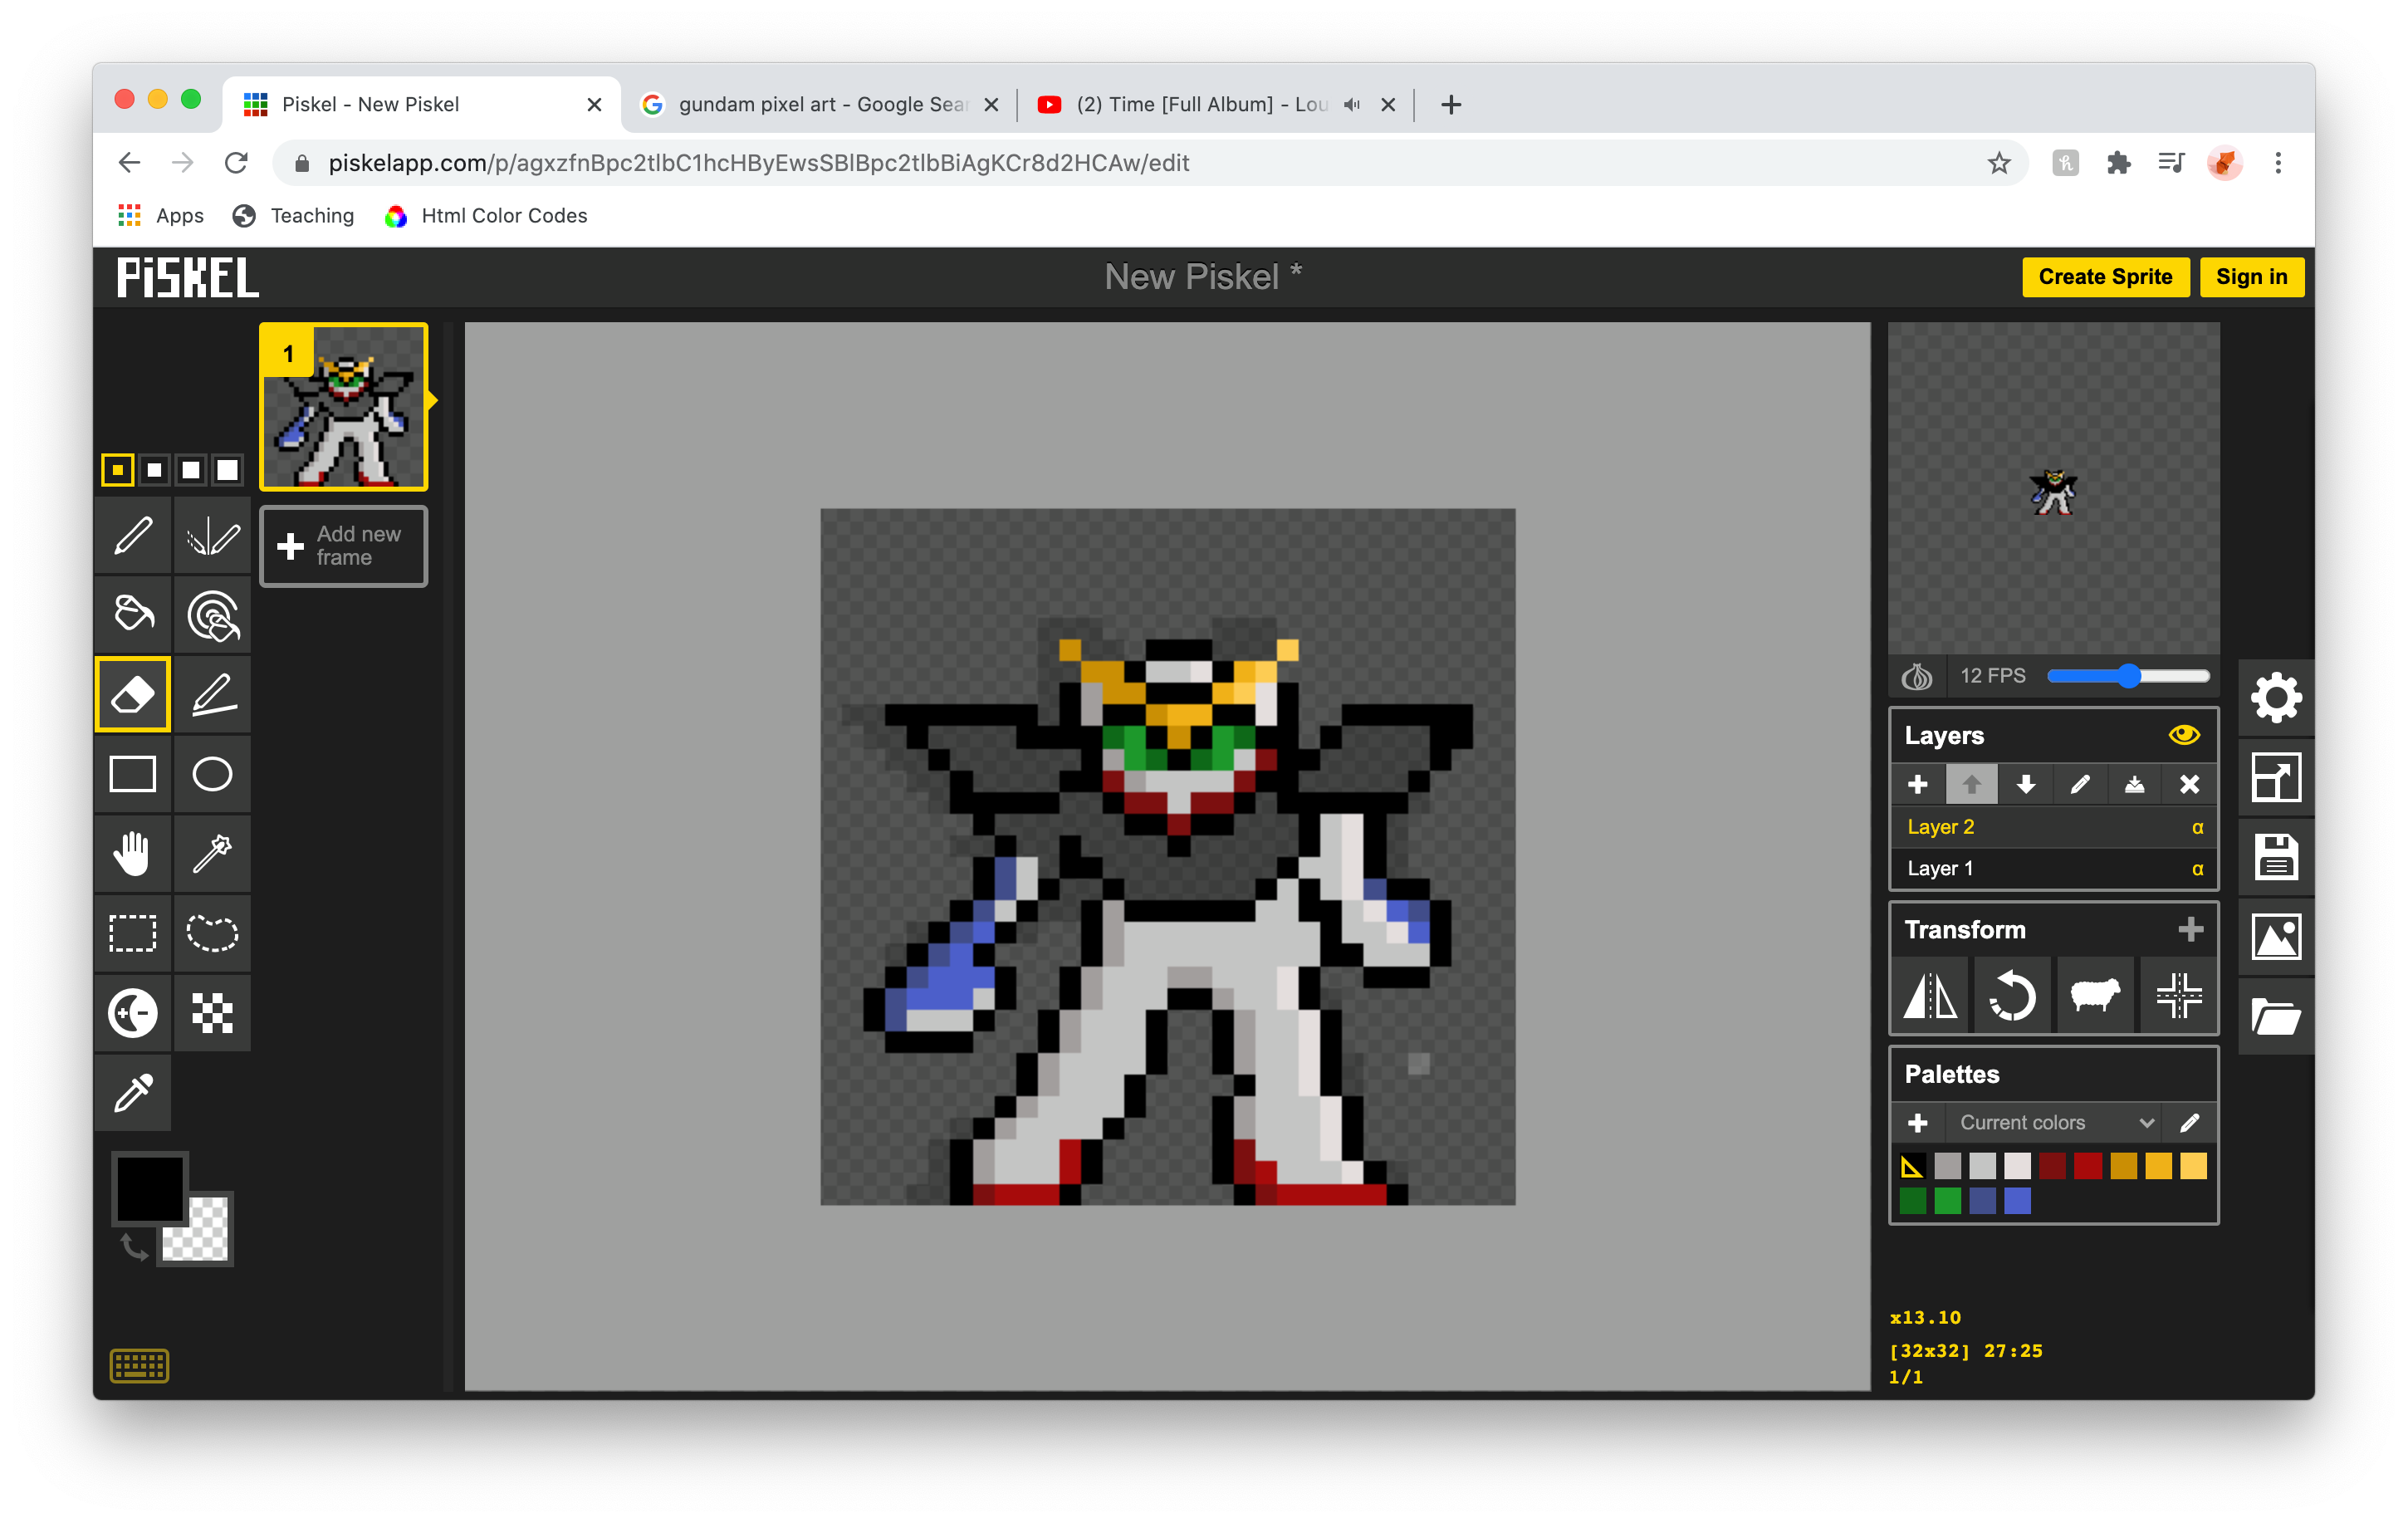 Piskel - New Piskel
gundam pixel art - Google Sear
(2) Time [Full Album] - Lou
piskelapp.com/p/agxzfnBpc2tlbC1hcHByEwsSBlBpc2tlbBiAgKCr8d2HCAw/edit
Apps
Teaching
Html Color Codes
PiSKEL
New Piskel *
Create Sprite
Sign in
1
Add new
frame
12 FPS
Layers
Layer 2 α
Layer 1 α
Transform
Palettes
Current colors
x13.10
[32x32] 27:25
1/1